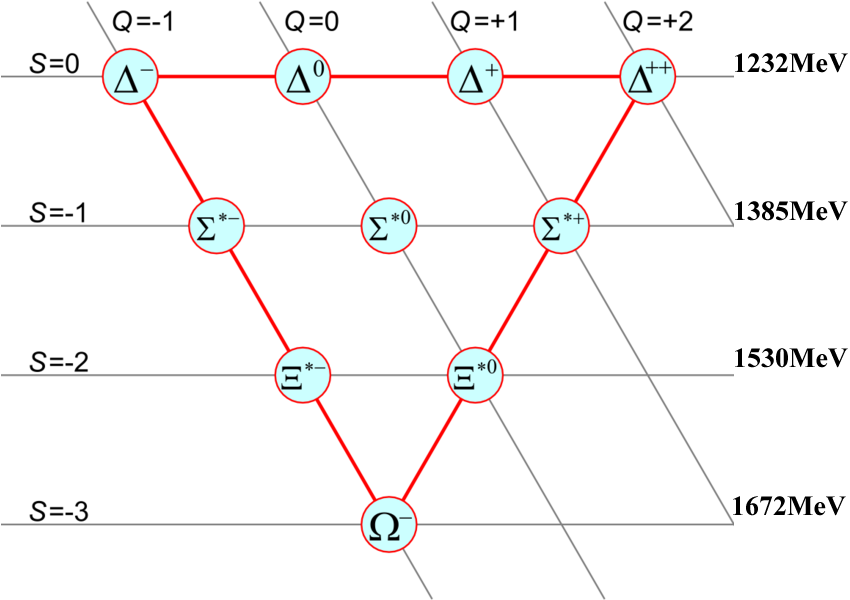 Q=-1 Q=0 Q=+1 Q=+2
S=0 Δ⁻ Δ⁰ Δ⁺ Δ⁺⁺ 1232MeV
S=-1 Σ*⁻ Σ*⁰ Σ*⁺ 1385MeV
S=-2 Ξ*⁻ Ξ*⁰ 1530MeV
S=-3 Ω⁻ 1672MeV